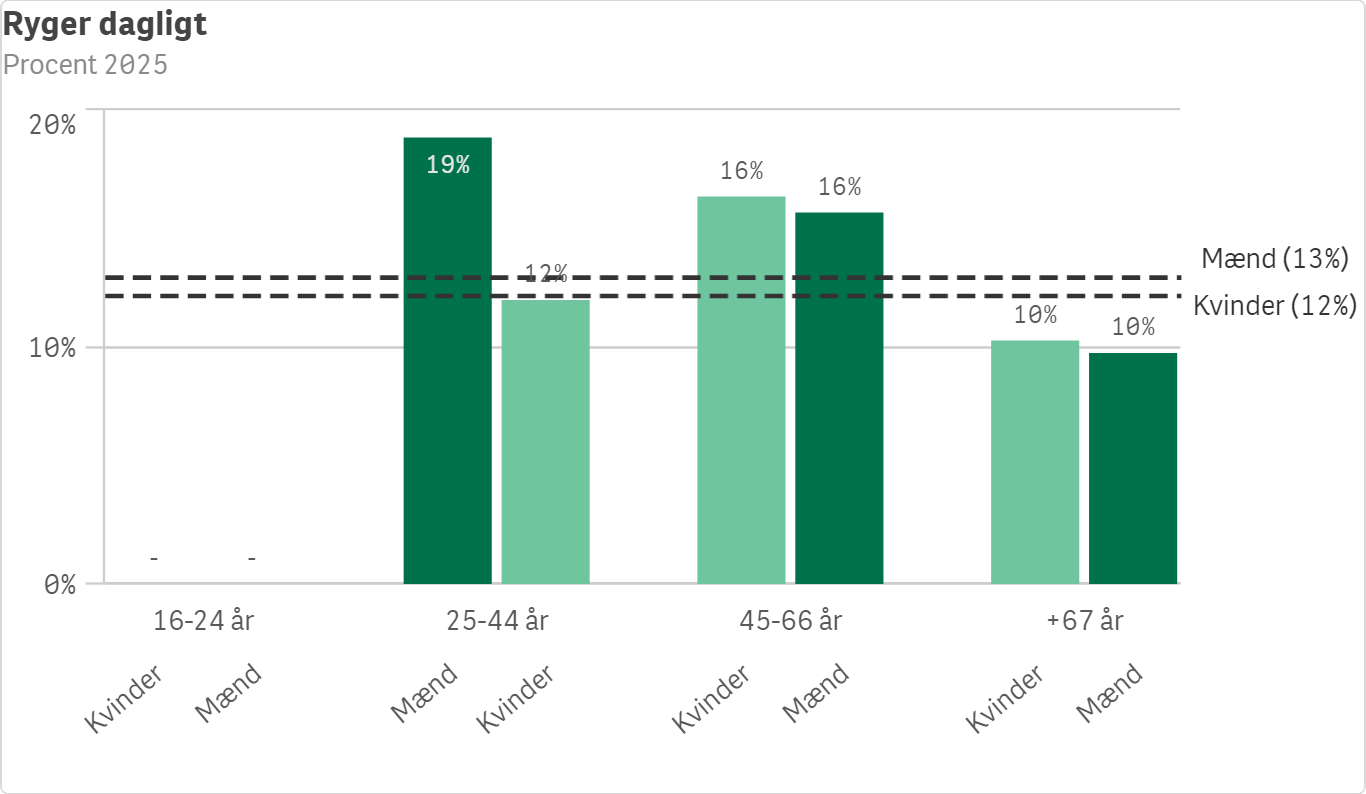 Ryger dagligt
Procent 2025
20%
19%
16%
16%
Mænd (13%)
12%
Kvinder (12%)
10%
10%
10%
-
-
0%
16-24 år
25-44 år
45-66 år
+67 år
Kvinder
Mænd
Mænd
Kvinder
Kvinder
Mænd
Kvinder
Mænd